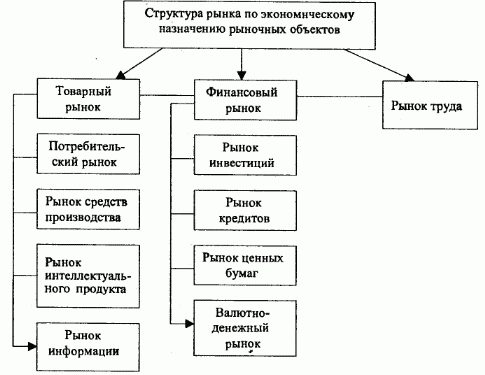 Структура рынка по экономическому
назначению рыночных объектов
Товарный
рынок
Финансовый
рынок
Рынок труда
Потребитель-
ский рынок
Рынок средств
производства
Рынок
интеллектуаль-
ного продукта
Рынок
информации
Рынок
инвестиций
Рынок
кредитов
Рынок ценных
бумаг
Валютно-
денежный
рынок